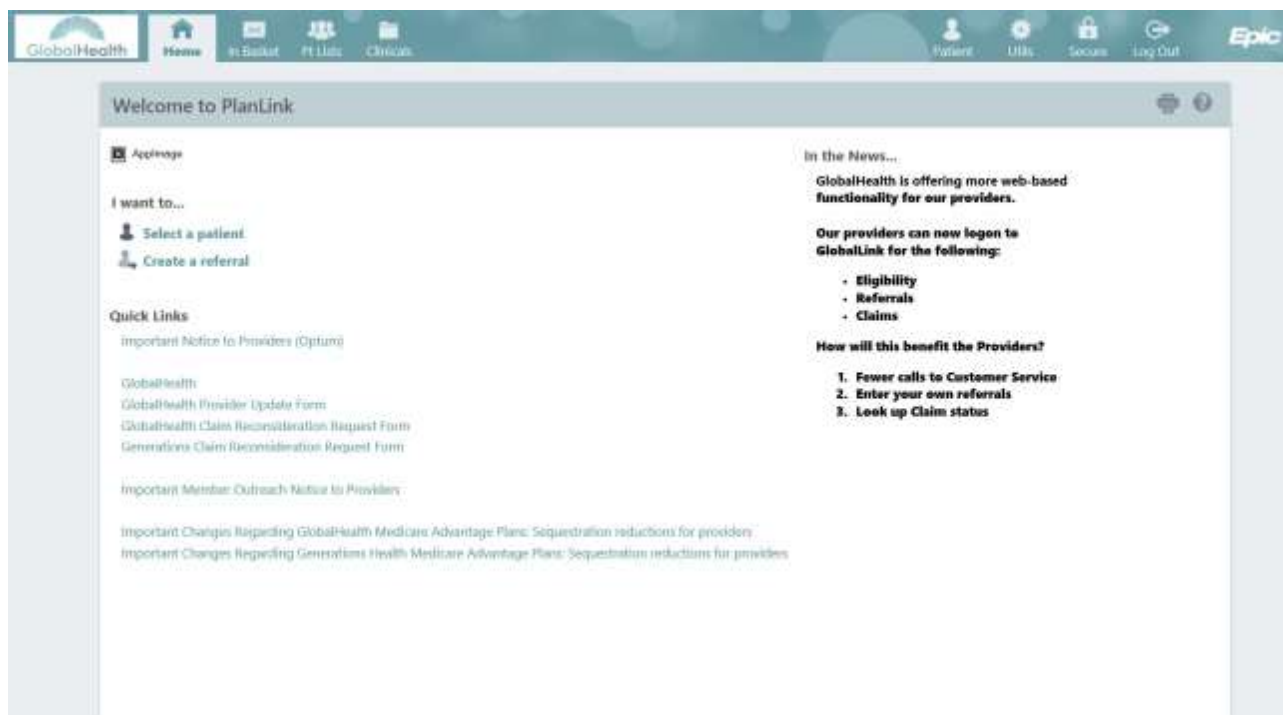 GlobalHealth
Home
In Basket
Pt Lists
Clinicals
Patient
Utils
Secure
Log Out
Epic
Welcome to PlanLink
AppImage
I want to...
Select a patient
Create a referral
Quick Links
Important Notice to Providers (Optum)
GlobalHealth
GlobalHealth Provider Update Form
GlobalHealth Claim Reconsideration Request Form
Generations Claim Reconsideration Request Form
Important Member Outreach Notice to Providers
Important Changes Regarding GlobalHealth Medicare Advantage Plans: Sequestration reductions for providers
Important Changes Regarding Generations Health Medicare Advantage Plans: Sequestration reductions for providers
In the News...
GlobalHealth is offering more web-based
functionality for our providers.
Our providers can now logon to
GlobalLink for the following:
• Eligibility
• Referrals
• Claims
How will this benefit the Providers?
1. Fewer calls to Customer Service
2. Enter your own referrals
3. Look up Claim status